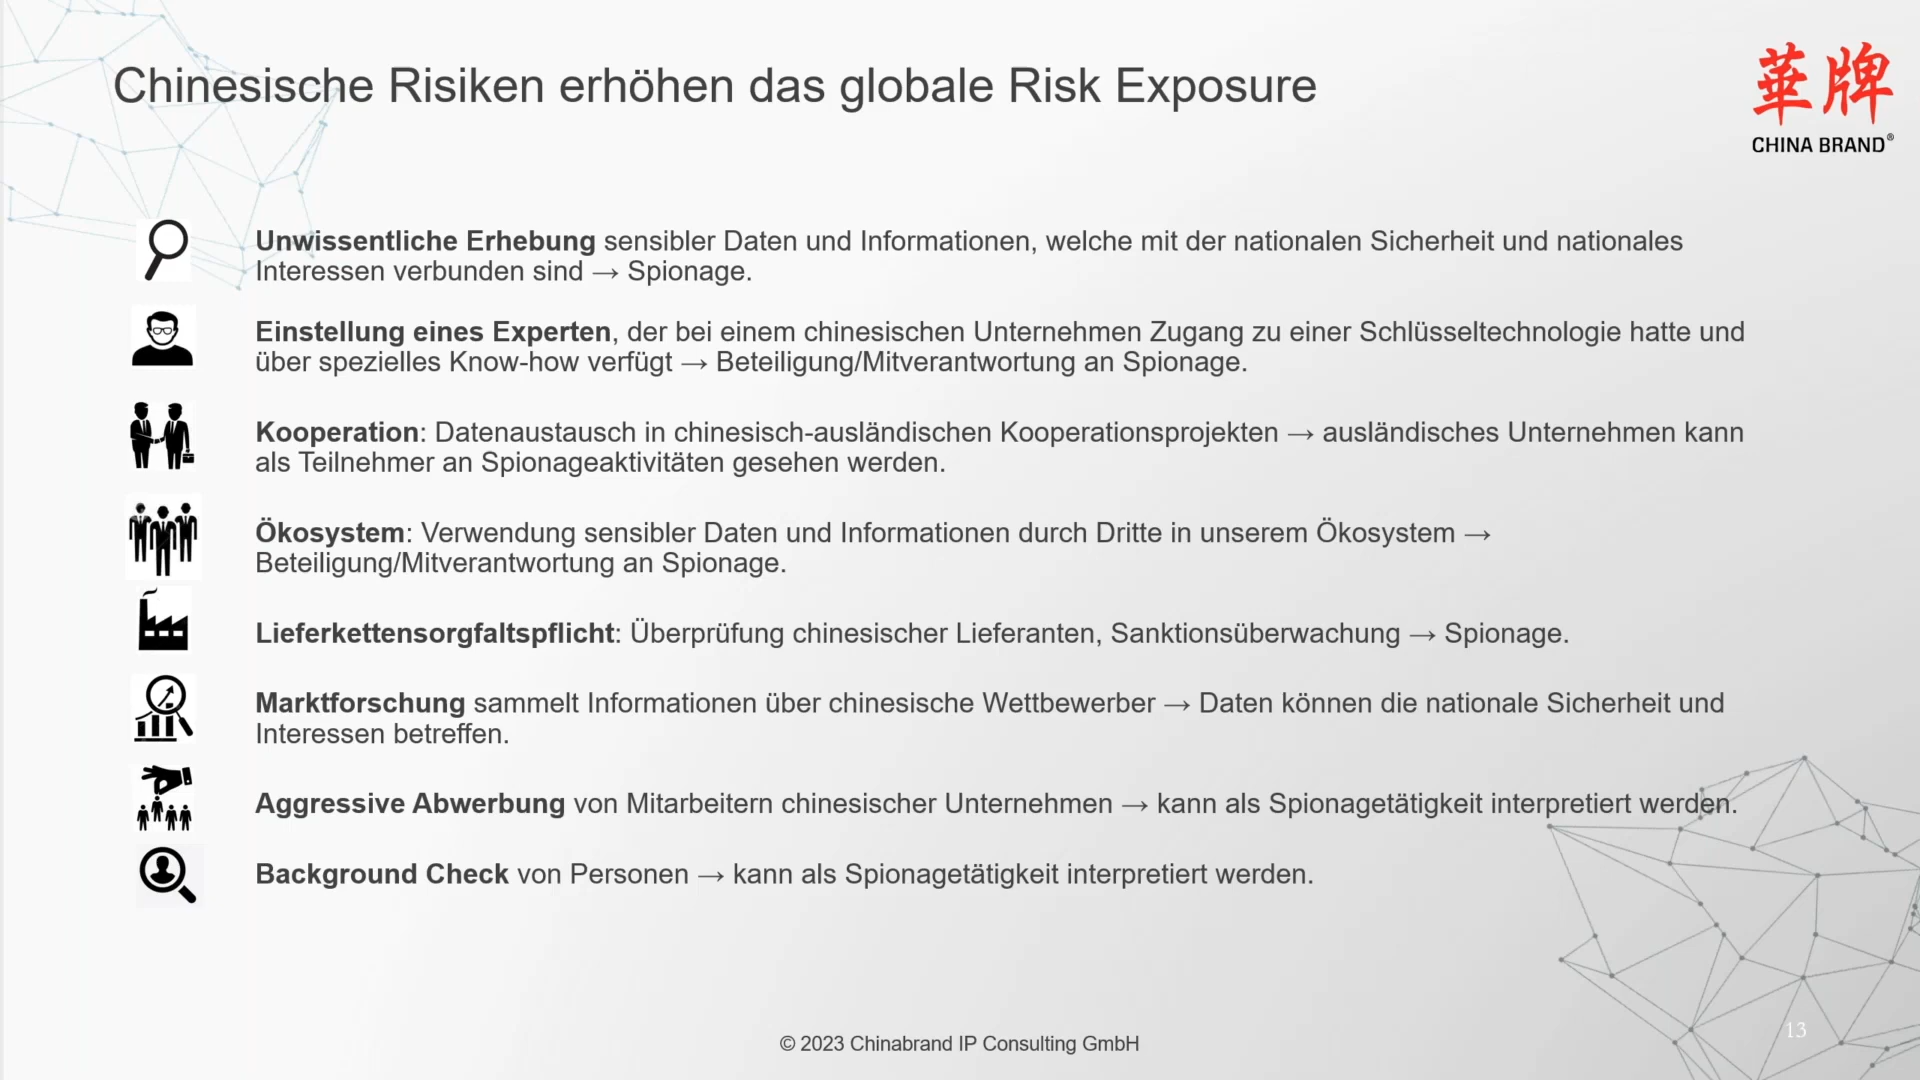 Chinesische Risiken erhöhen das globale Risk Exposure
華牌
CHINA BRAND®
Unwissentliche Erhebung sensibler Daten und Informationen, welche mit der nationalen Sicherheit und nationales
Interessen verbunden sind → Spionage.
Einstellung eines Experten, der bei einem chinesischen Unternehmen Zugang zu einer Schlüsseltechnologie hatte und
über spezielles Know-how verfügt → Beteiligung/Mitverantwortung an Spionage.
Kooperation: Datenaustausch in chinesisch-ausländischen Kooperationsprojekten → ausländisches Unternehmen kann
als Teilnehmer an Spionageaktivitäten gesehen werden.
Ökosystem: Verwendung sensibler Daten und Informationen durch Dritte in unserem Ökosystem →
Beteiligung/Mitverantwortung an Spionage.
Lieferkettensorgfaltspflicht: Überprüfung chinesischer Lieferanten, Sanktionsüberwachung → Spionage.
Marktforschung sammelt Informationen über chinesische Wettbewerber → Daten können die nationale Sicherheit und
Interessen betreffen.
Aggressive Abwerbung von Mitarbeitern chinesischer Unternehmen → kann als Spionagetätigkeit interpretiert werden.
Background Check von Personen → kann als Spionagetätigkeit interpretiert werden.
© 2023 Chinabrand IP Consulting GmbH
13